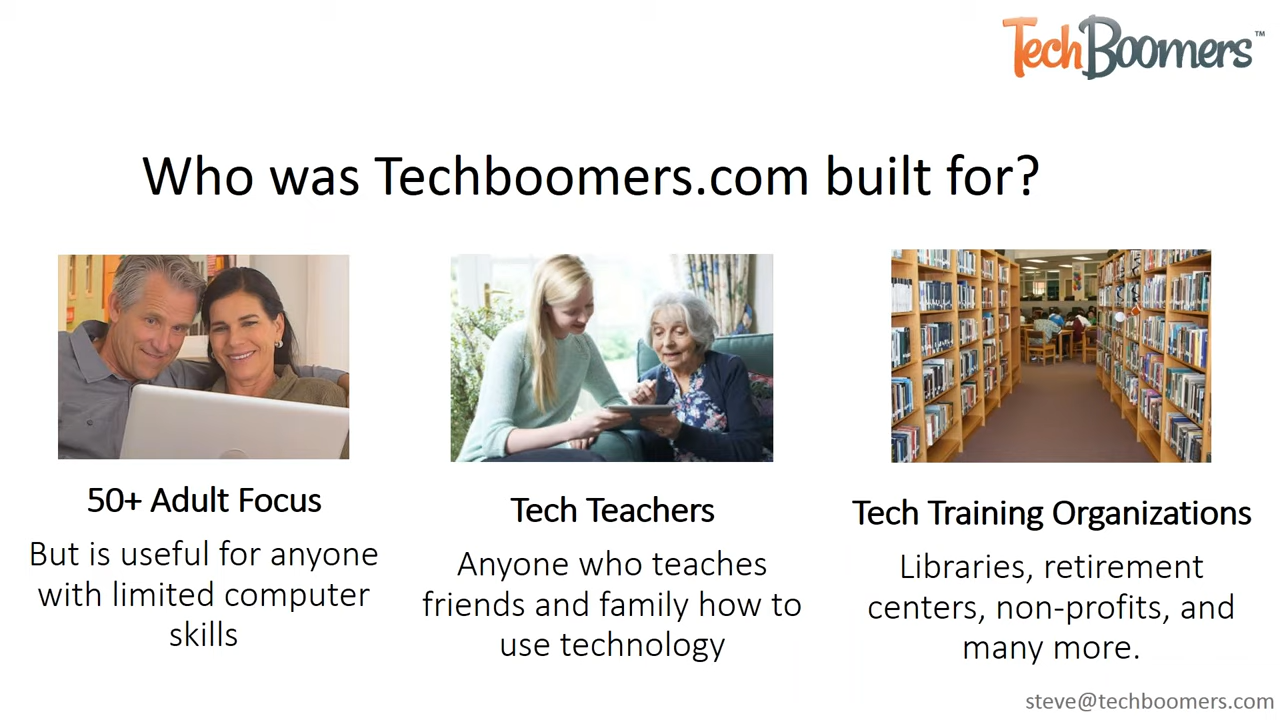 TechBoomers™
Who was Techboomers.com built for?
50+ Adult Focus
But is useful for anyone
with limited computer
skills
Tech Teachers
Anyone who teaches
friends and family how to
use technology
Tech Training Organizations
Libraries, retirement
centers, non-profits, and
many more.
steve@techboomers.com